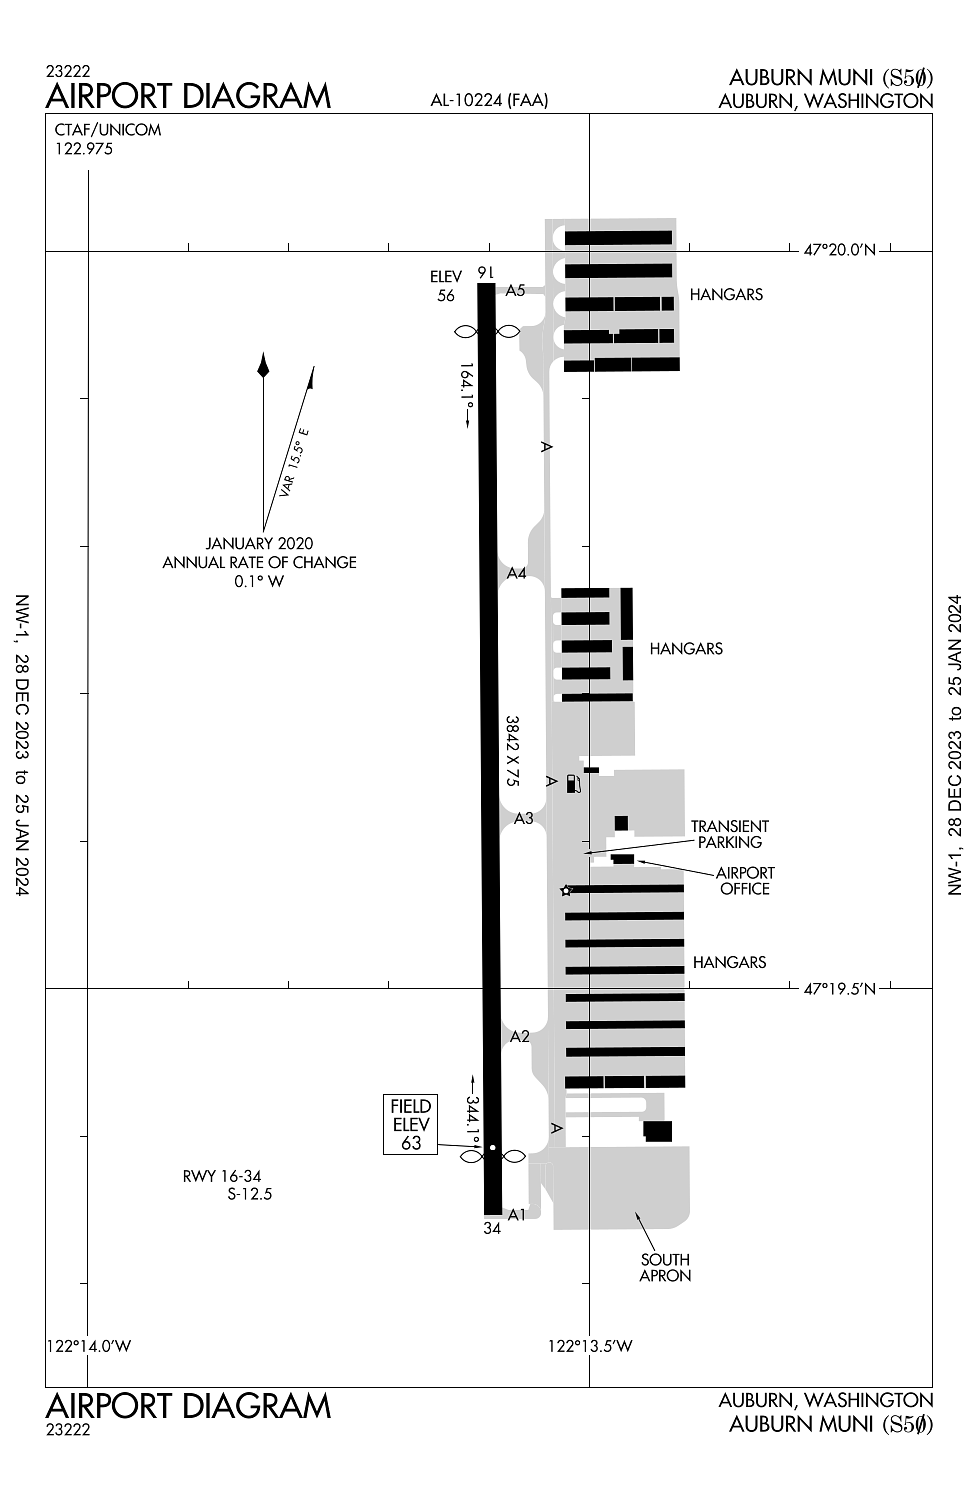 23222
AIRPORT DIAGRAM
AL-10224 (FAA)
AUBURN MUNI (S5Ø)
AUBURN, WASHINGTON
CTAF/UNICOM
122.975
47°20.0'N
ELEV
56
16
A5
HANGARS
164.1°
VAR 15.5° E
A
JANUARY 2020
ANNUAL RATE OF CHANGE
0.1° W
A4
HANGARS
NW-1, 28 DEC 2023 to 25 JAN 2024
NW-1, 28 DEC 2023 to 25 JAN 2024
3842 X 75
A
A3
TRANSIENT
PARKING
AIRPORT
OFFICE
HANGARS
47°19.5'N
A2
344.1°
A
FIELD
ELEV
63
RWY 16-34
S-12.5
A1
34
SOUTH
APRON
122°14.0'W
122°13.5'W
AIRPORT DIAGRAM
23222
AUBURN, WASHINGTON
AUBURN MUNI (S5Ø)